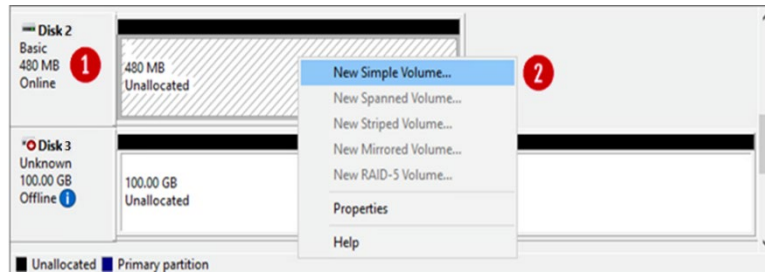 Disk 2
Basic
480 MB
Online
1
480 MB
Unallocated
2
New Simple Volume...
New Spanned Volume...
New Striped Volume...
New Mirrored Volume...
New RAID-5 Volume...
Properties
Help
Disk 3
Unknown
100.00 GB
Offline i
100.00 GB
Unallocated
Unallocated Primary partition